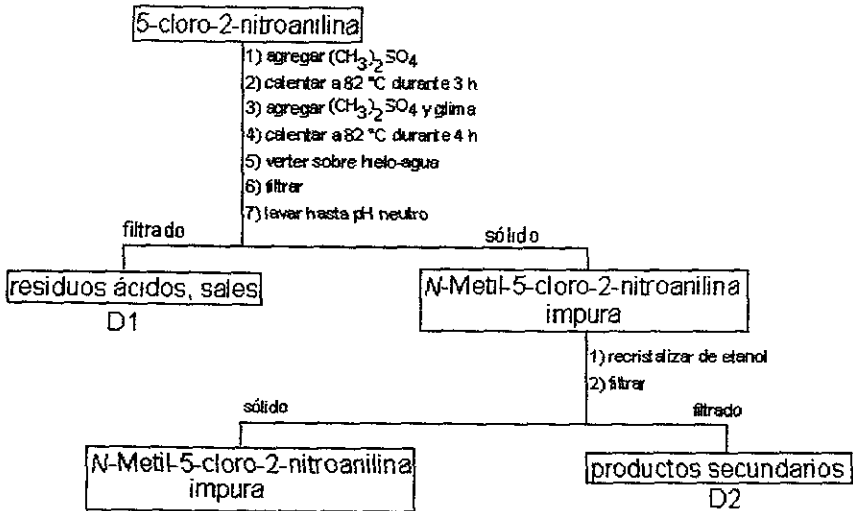 5-cloro-2-nitroanilina
1) agregar (CH3)2SO4
2) calentar a 82 °C durante 3 h
3) agregar (CH3)2SO4 y glima
4) calentar a 82 °C durante 4 h
5) verter sobre hielo-agua
6) filtrar
7) lavar hasta pH neutro
filtrado
sólido
residuos ácidos, sales
D1
N-Metil-5-cloro-2-nitroanilina
impura
1) recristalizar de etanol
2) filtrar
sólido
filtrado
N-Metil-5-cloro-2-nitroanilina
impura
productos secundarios
D2